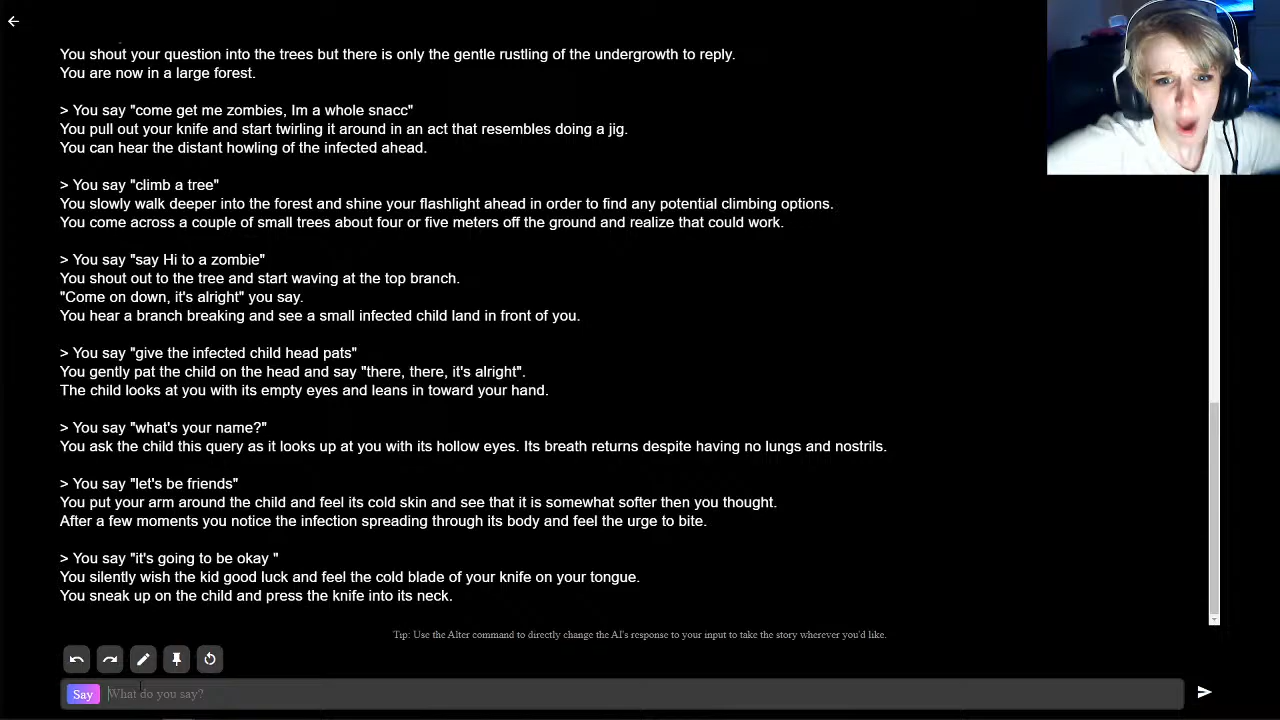 You shout your question into the trees but there is only the gentle rustling of the undergrowth to reply.
You are now in a large forest.
> You say "come get me zombies, Im a whole snacc"
You pull out your knife and start twirling it around in an act that resembles doing a jig.
You can hear the distant howling of the infected ahead.
> You say "climb a tree"
You slowly walk deeper into the forest and shine your flashlight ahead in order to find any potential climbing options.
You come across a couple of small trees about four or five meters off the ground and realize that could work.
> You say "say Hi to a zombie"
You shout out to the tree and start waving at the top branch.
"Come on down, it's alright" you say.
You hear a branch breaking and see a small infected child land in front of you.
> You say "give the infected child head pats"
You gently pat the child on the head and say "there, there, it's alright".
The child looks at you with its empty eyes and leans in toward your hand.
> You say "what's your name?"
You ask the child this query as it looks up at you with its hollow eyes. Its breath returns despite having no lungs and nostrils.
> You say "let's be friends"
You put your arm around the child and feel its cold skin and see that it is somewhat softer then you thought.
After a few moments you notice the infection spreading through its body and feel the urge to bite.
> You say "it's going to be okay "
You silently wish the kid good luck and feel the cold blade of your knife on your tongue.
You sneak up on the child and press the knife into its neck.
Tip: Use the Alter command to directly change the AI's response to your input to take the story wherever you'd like.
Say What do you say?